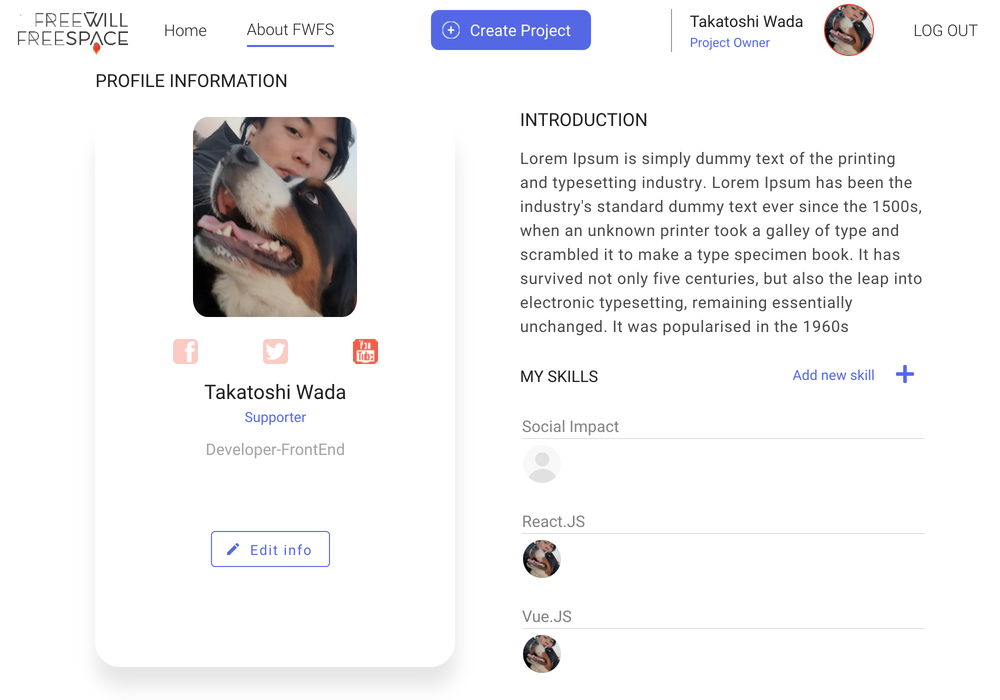 FREEWILL
FREESPACE
Home
About FWFS
Create Project
Takatoshi Wada
Project Owner
LOG OUT
PROFILE INFORMATION
You
Tube
Takatoshi Wada
Supporter
Developer-FrontEnd
Edit info
INTRODUCTION
Lorem Ipsum is simply dummy text of the printing
and typesetting industry. Lorem Ipsum has been the
industry's standard dummy text ever since the 1500s,
when an unknown printer took a galley of type and
scrambled it to make a type specimen book. It has
survived not only five centuries, but also the leap into
electronic typesetting, remaining essentially
unchanged. It was popularised in the 1960s
MY SKILLS
Add new skill
Social Impact
React.JS
Vue.JS